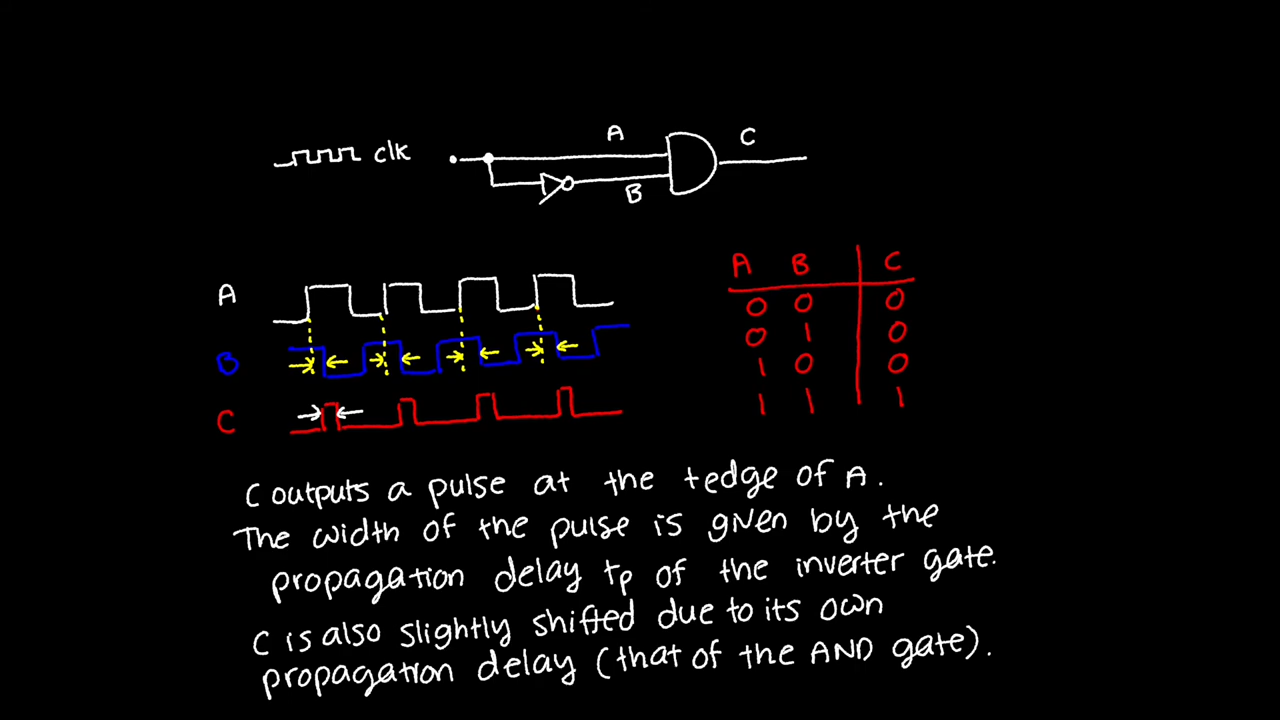 A
C
clk
B
A
B
C
A B C
0 0 0
0 1 0
1 0 0
1 1 1
C outputs a pulse at the +edge of A.
The width of the pulse is given by the
propagation delay tp of the inverter gate.
C is also slightly shifted due to its own
propagation delay (that of the AND gate).